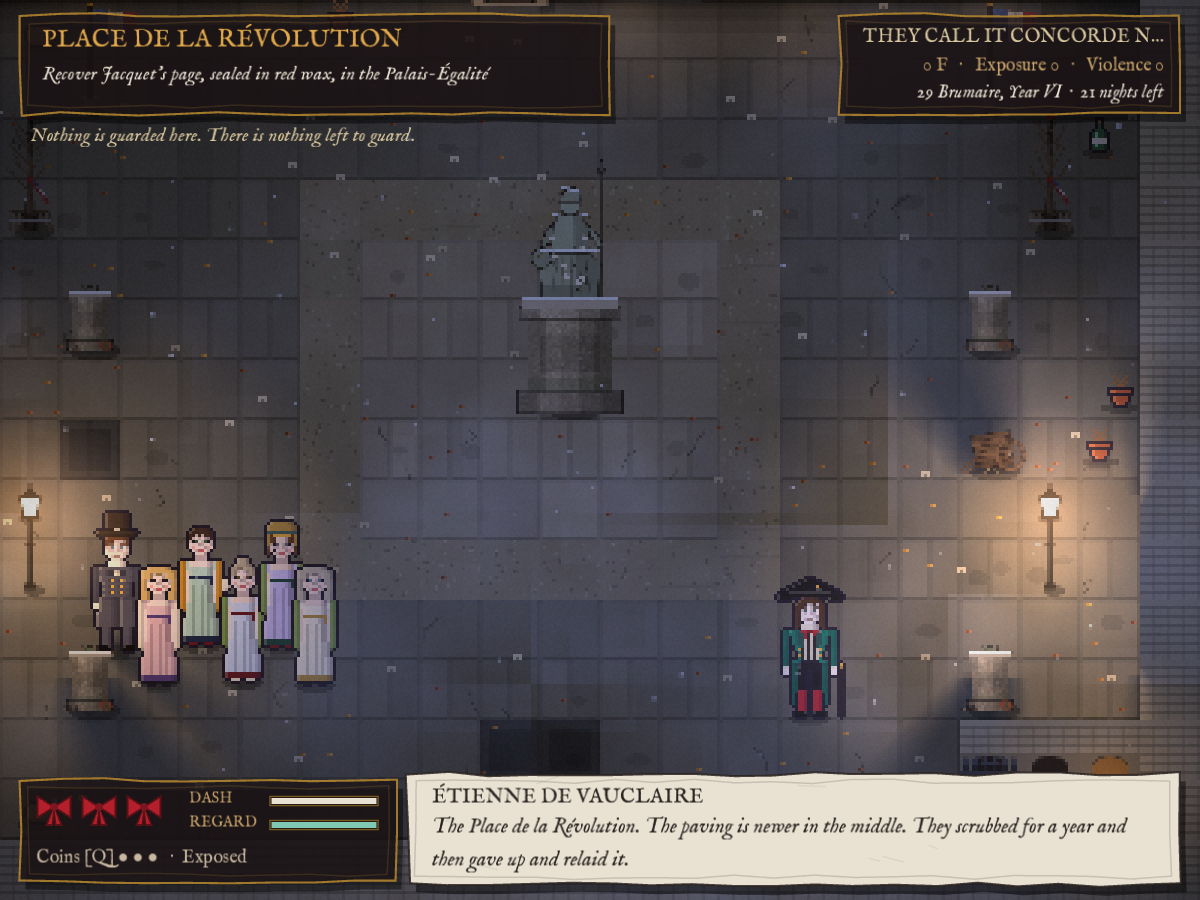 PLACE DE LA RÉVOLUTION
Recover Jacquet's page, sealed in red wax, in the Palais-Égalité
Nothing is guarded here. There is nothing left to guard.
THEY CALL IT CONCORDE N...
○ F · Exposure ○ · Violence ○
29 Brumaire, Year VI · 21 nights left
DASH
REGARD
Coins [Q] ● ● ● · Exposed
ÉTIENNE DE VAUCLAIRE
The Place de la Révolution. The paving is newer in the middle. They scrubbed for a year and
then gave up and relaid it.